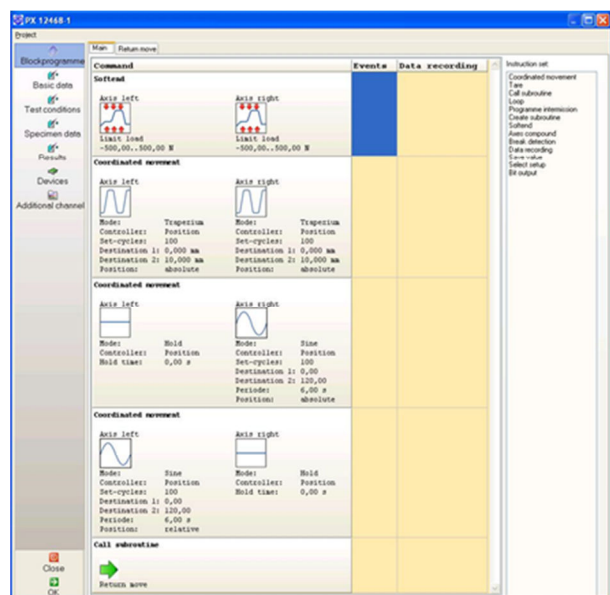 PX 12468-1
Project
Blockprogramme
Basic data
Test conditions
Specimen data
Results
Devices
Additional channel
Close
OK
Main Return move
Command Events Data recording
Softend
Axis left Axis right
Limit load Limit load
-500,00..500,00 N -500,00..500,00 N
Coordinated movement
Axis left Axis right
Mode: Trapezium Mode: Trapezium
Controller: Position Controller: Position
Set-cycles: 100 Set-cycles: 100
Destination 1: 0,000 mm Destination 1: 0,000 mm
Destination 2: 10,000 mm Destination 2: 10,000 mm
Position: absolute Position: absolute
Coordinated movement
Axis left Axis right
Mode: Hold Mode: Sine
Controller: Position Controller: Position
Hold time: 0,00 s Set-cycles: 100
Destination 1: 0,00
Destination 2: 120,00
Periode: 6,00 s
Position: absolute
Coordinated movement
Axis left Axis right
Mode: Sine Mode: Hold
Controller: Position Controller: Position
Set-cycles: 100 Hold time: 0,00 s
Destination 1: 0,00
Destination 2: 120,00
Periode: 6,00 s
Position: relative
Call subroutine
Return move
Instruction set:
Coordinated movement
Tare
Call subroutine
Loop
Programme intermission
Create subroutine
Softend
Axes compound
Break detection
Data recording
Save value
Select setup
Bit output